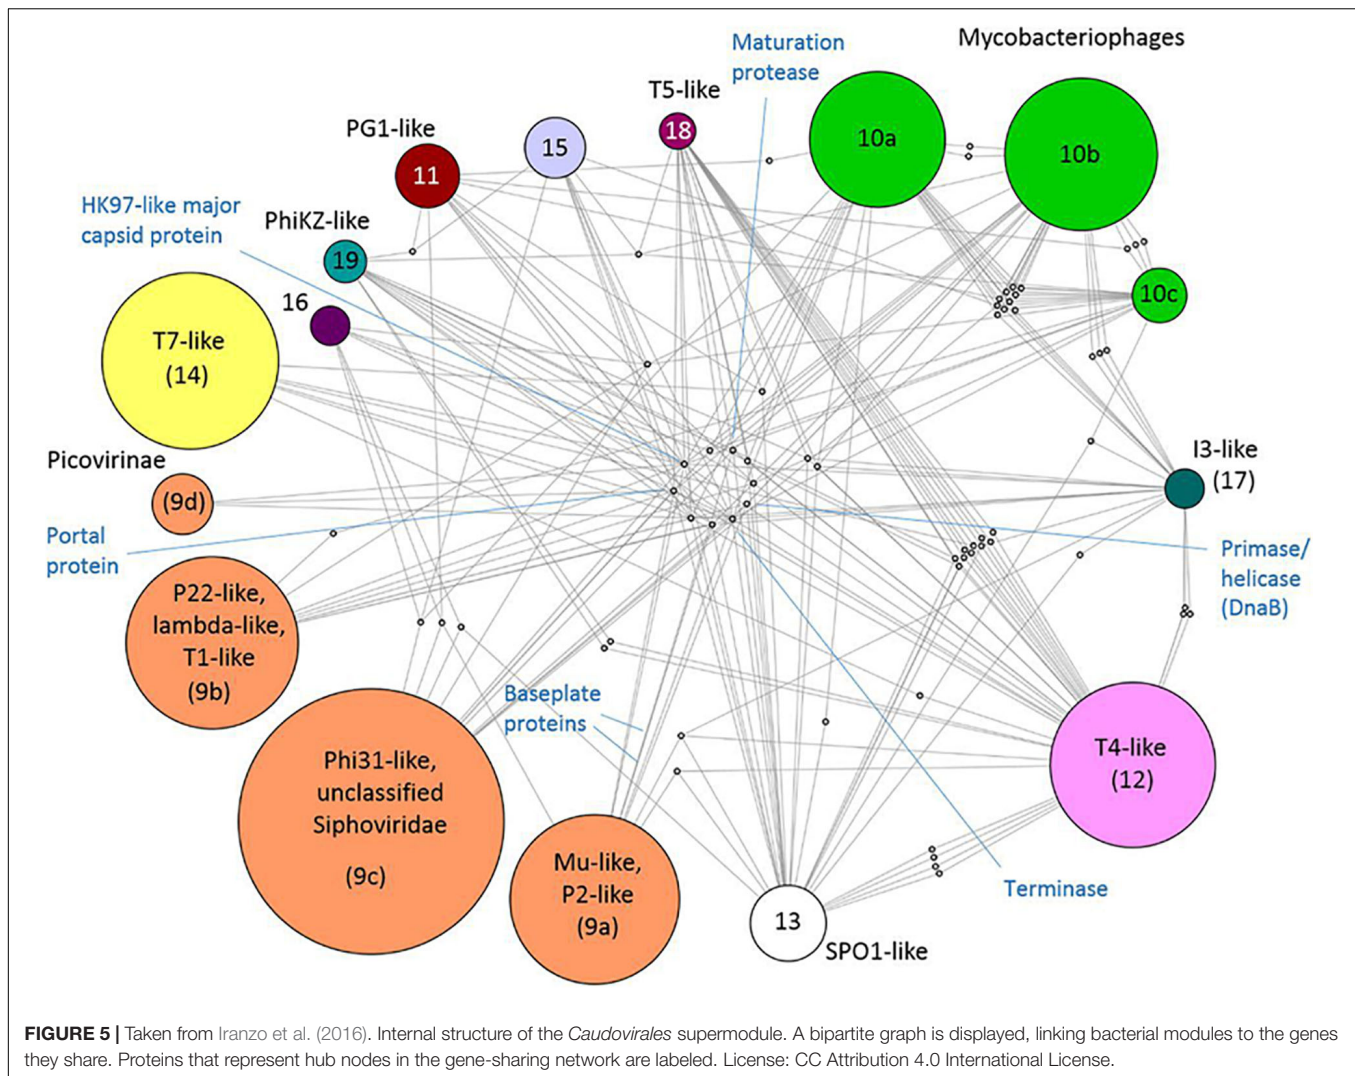 Maturation
protease
Mycobacteriophages
T5-like
18
10a
10b
PG1-like
11
15
HK97-like major
capsid protein
PhiKZ-like
19
10c
16
T7-like
(14)
I3-like
(17)
Picovirinae
(9d)
Portal
protein
Primase/
helicase
(DnaB)
P22-like,
lambda-like,
T1-like
(9b)
Baseplate
proteins
Phi31-like,
unclassified
Siphoviridae
(9c)
T4-like
(12)
Mu-like,
P2-like
(9a)
Terminase
13
SPO1-like
FIGURE 5 | Taken from Iranzo et al. (2016). Internal structure of the Caudovirales supermodule. A bipartite graph is displayed, linking bacterial modules to the genes
they share. Proteins that represent hub nodes in the gene-sharing network are labeled. License: CC Attribution 4.0 International License.